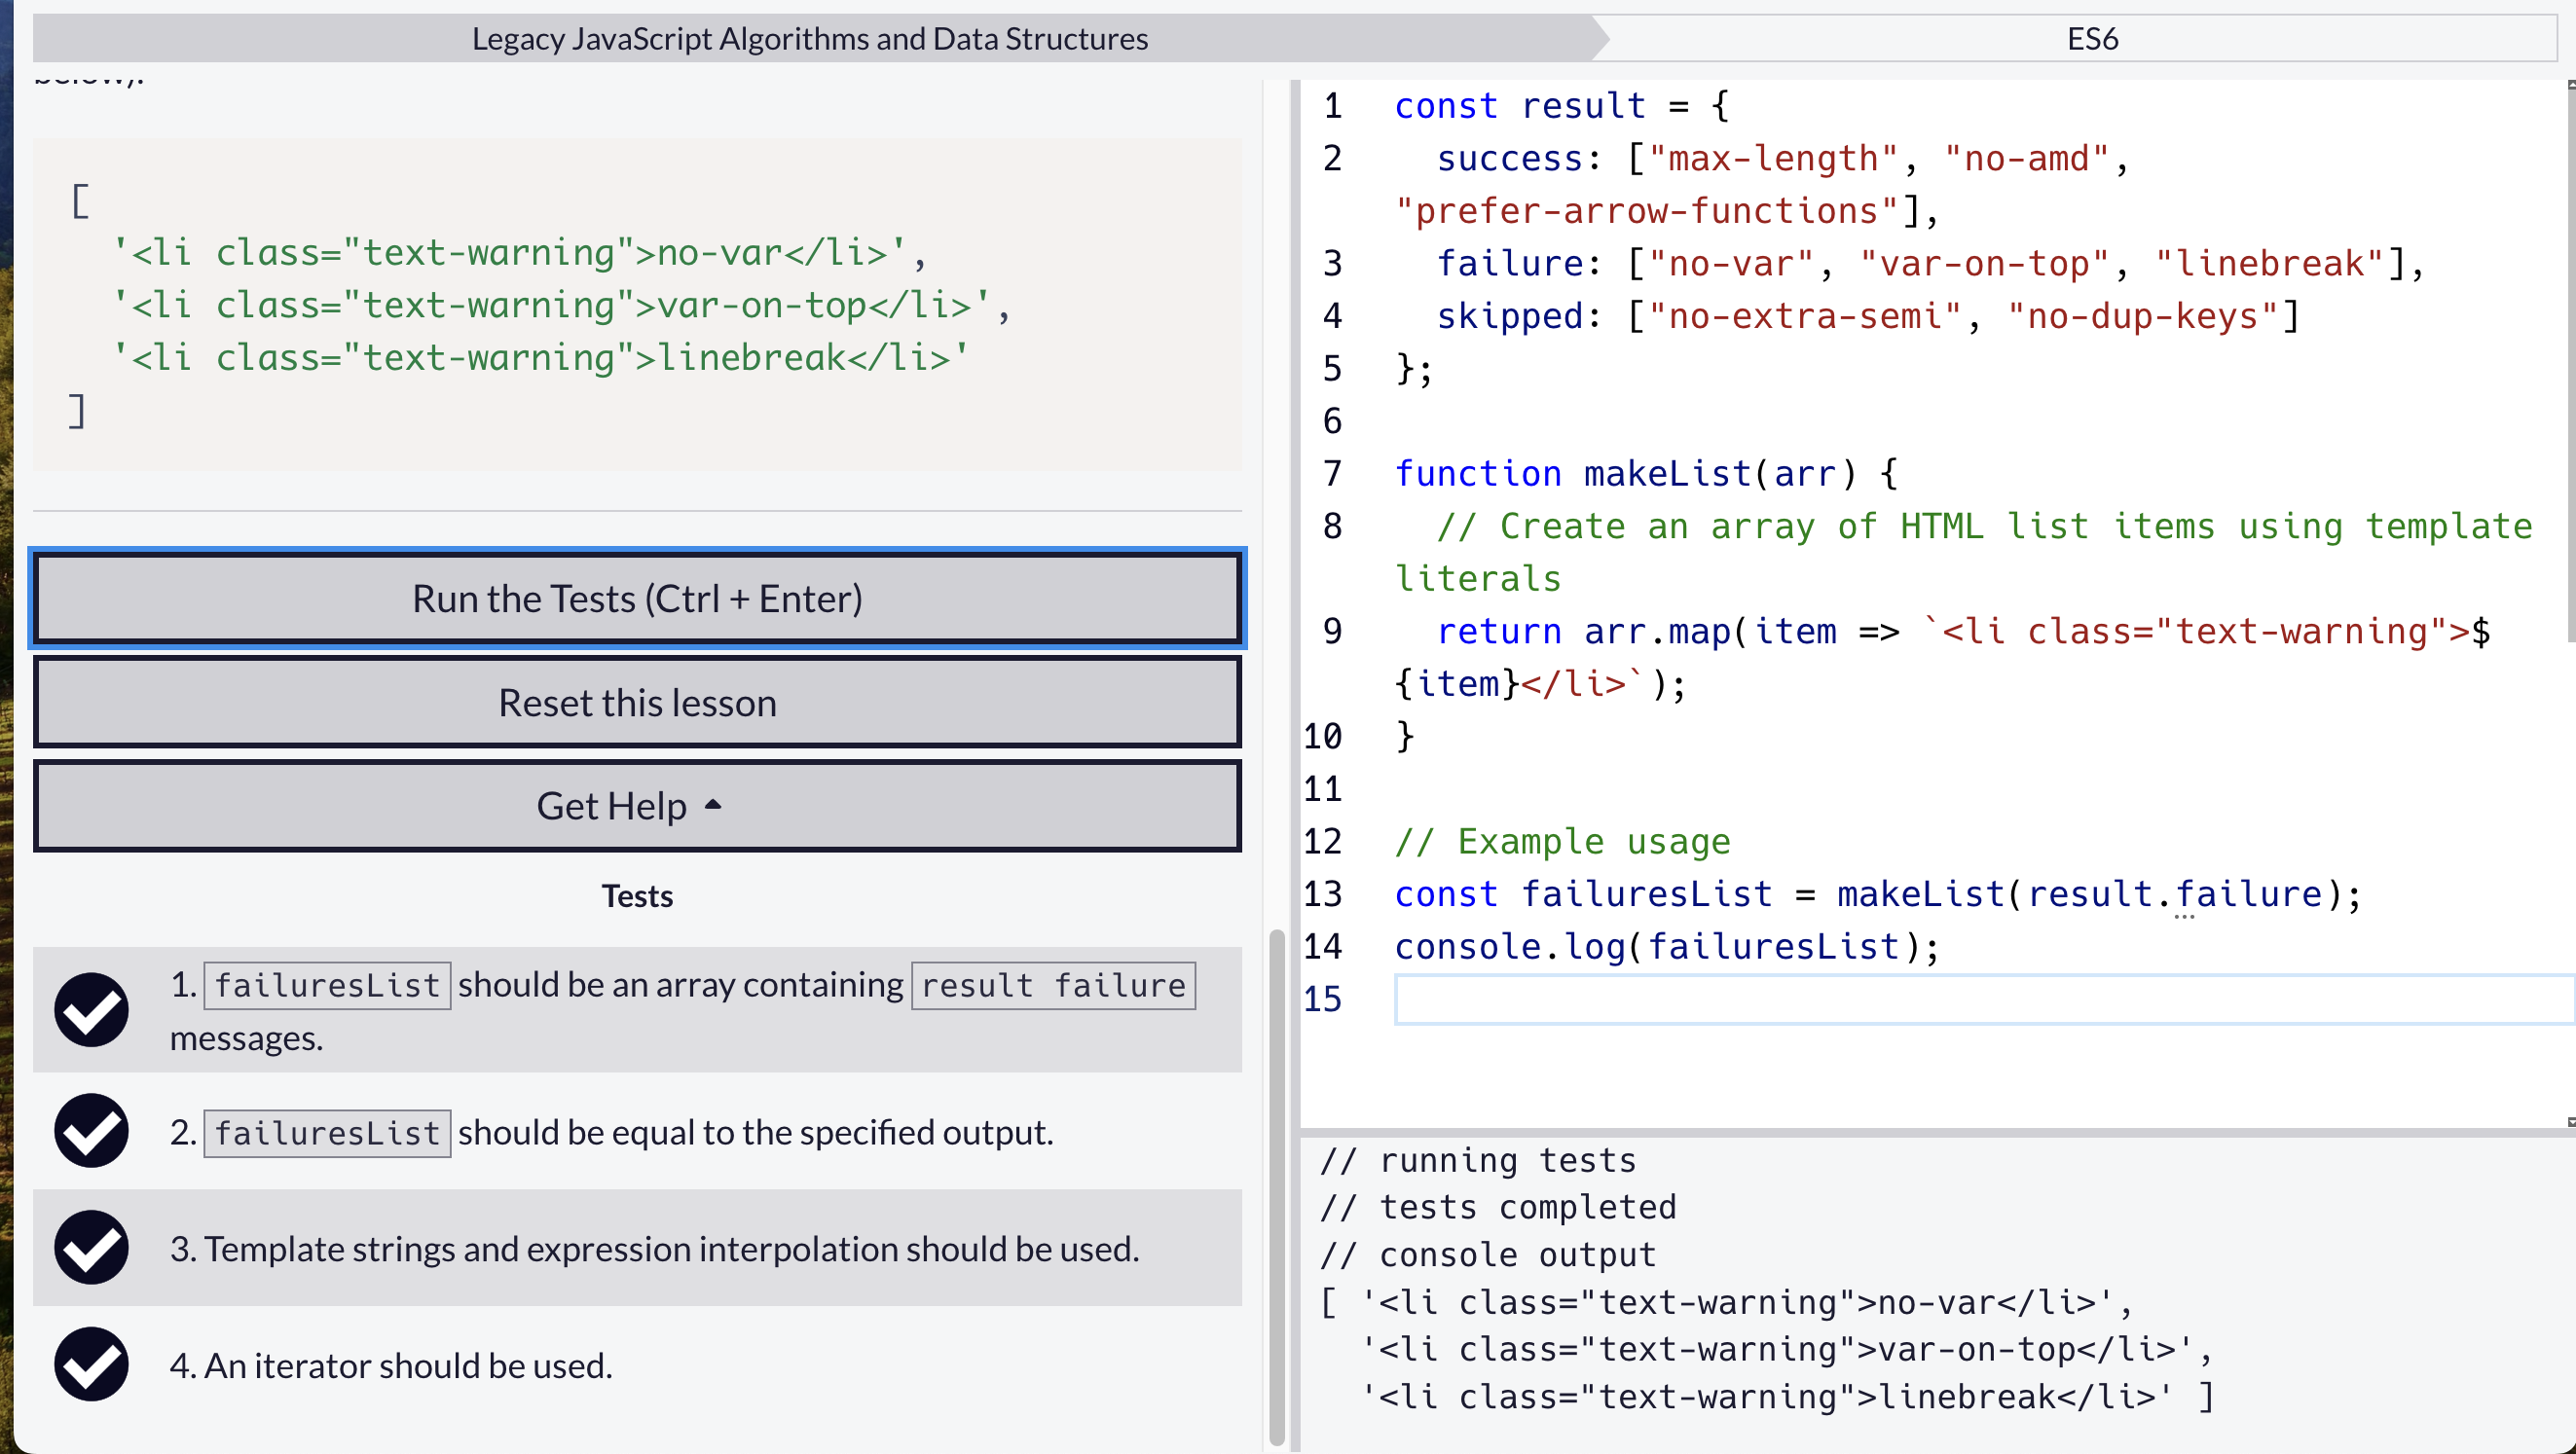 Legacy JavaScript Algorithms and Data Structures
ES6
below).
[
  '<li class="text-warning">no-var</li>',
  '<li class="text-warning">var-on-top</li>',
  '<li class="text-warning">linebreak</li>'
]
Run the Tests (Ctrl + Enter)
Reset this lesson
Get Help
Tests
1. failuresList should be an array containing result failure
messages.
2. failuresList should be equal to the specified output.
3. Template strings and expression interpolation should be used.
4. An iterator should be used.
1 const result = {
2   success: ["max-length", "no-amd",
"prefer-arrow-functions"],
3   failure: ["no-var", "var-on-top", "linebreak"],
4   skipped: ["no-extra-semi", "no-dup-keys"]
5 };
6
7 function makeList(arr) {
8   // Create an array of HTML list items using template
literals
9   return arr.map(item => `<li class="text-warning">$
{item}</li>`);
10 }
11
12 // Example usage
13 const failuresList = makeList(result.failure);
14 console.log(failuresList);
15
// running tests
// tests completed
// console output
[ '<li class="text-warning">no-var</li>',
  '<li class="text-warning">var-on-top</li>',
  '<li class="text-warning">linebreak</li>' ]